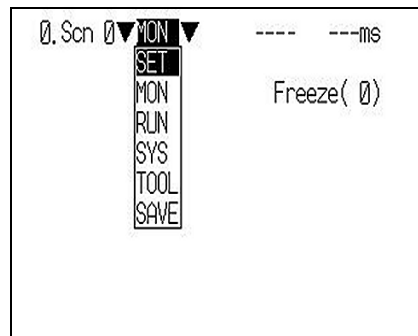 0.Scn 0▼MON ▼ ---- ---ms
SET
MON Freeze( 0)
RUN
SYS
TOOL
SAVE